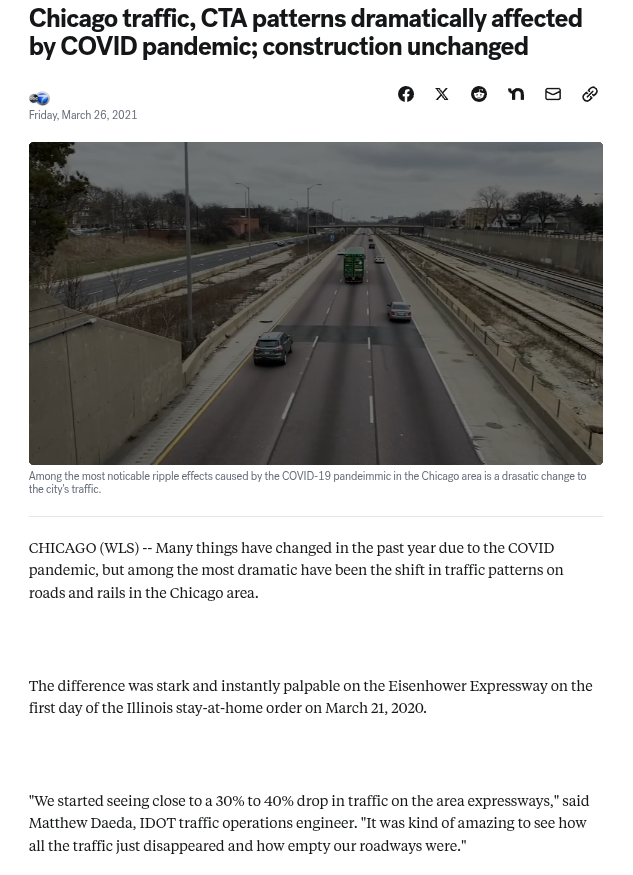 Chicago traffic, CTA patterns dramatically affected
by COVID pandemic; construction unchanged
Friday, March 26, 2021
Among the most noticable ripple effects caused by the COVID-19 pandeimmic in the Chicago area is a drasatic change to
the city's traffic.
CHICAGO (WLS) -- Many things have changed in the past year due to the COVID
pandemic, but among the most dramatic have been the shift in traffic patterns on
roads and rails in the Chicago area.
The difference was stark and instantly palpable on the Eisenhower Expressway on the
first day of the Illinois stay-at-home order on March 21, 2020.
"We started seeing close to a 30% to 40% drop in traffic on the area expressways," said
Matthew Daeda, IDOT traffic operations engineer. "It was kind of amazing to see how
all the traffic just disappeared and how empty our roadways were."